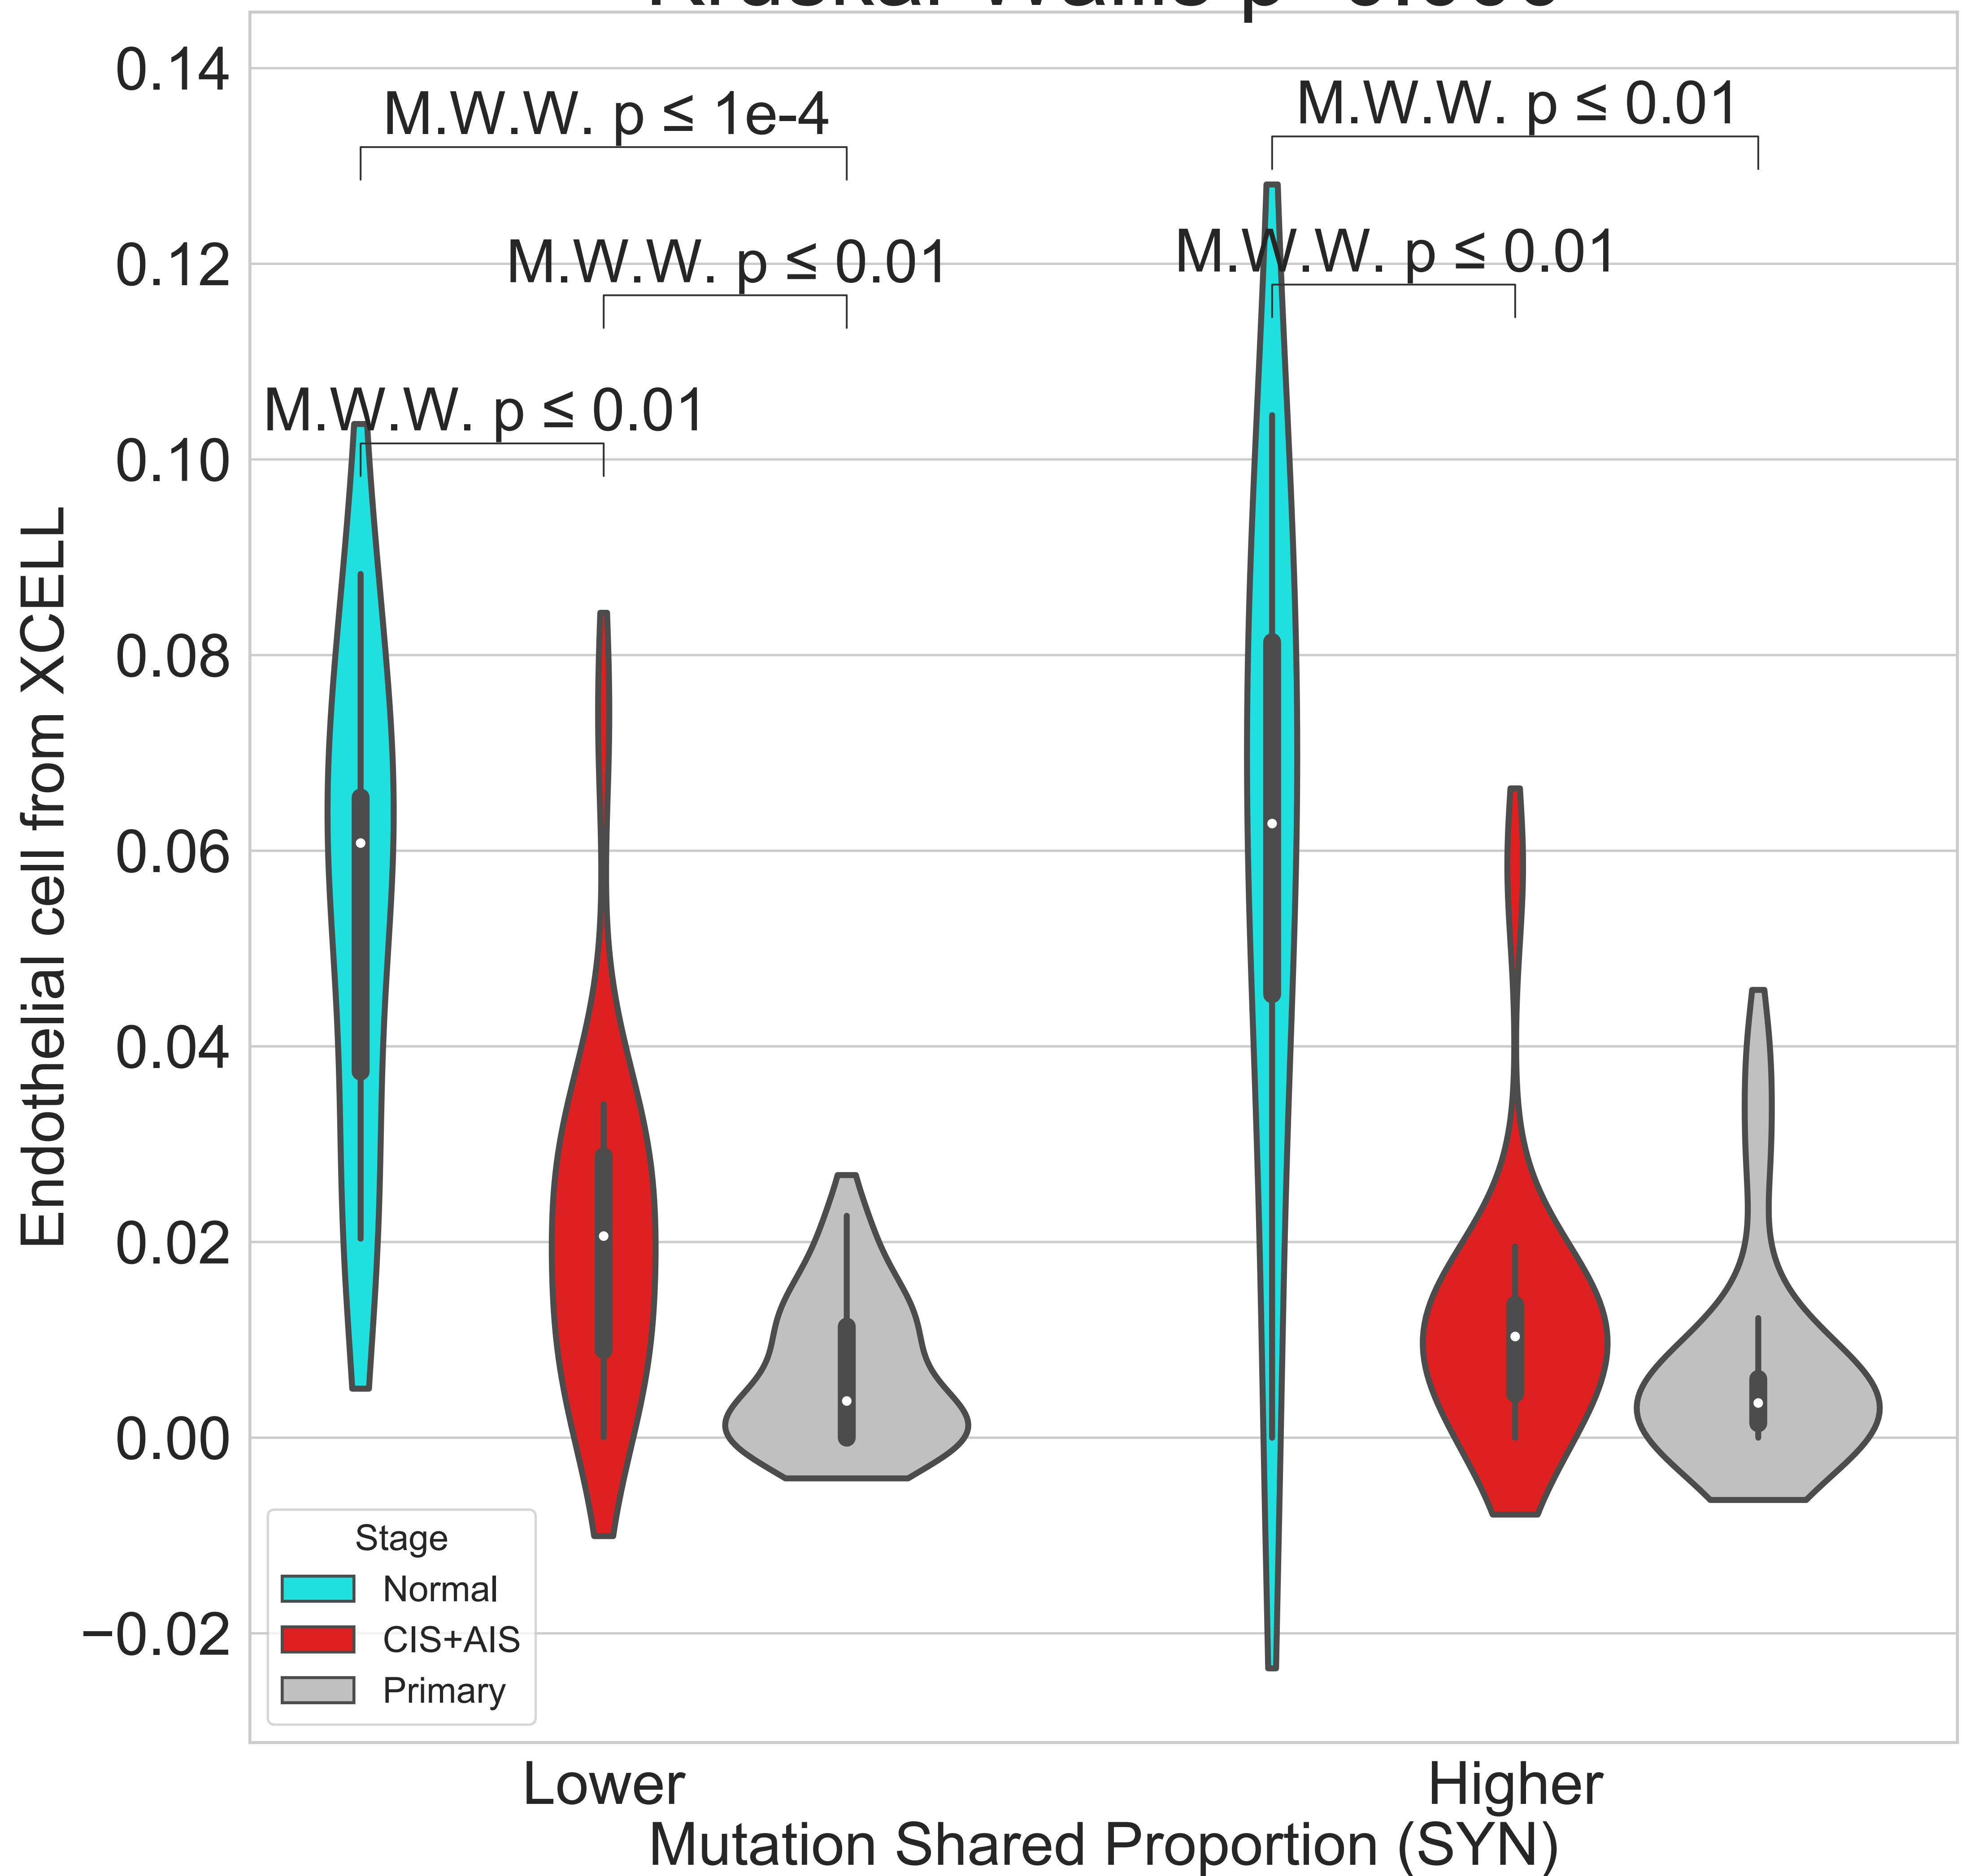 0.14
0.12
0.10
0.08
0.06
0.04
0.02
0.00
−0.02
Endothelial cell from XCELL
M.W.W. p ≤ 1e-4
M.W.W. p ≤ 0.01
M.W.W. p ≤ 0.01
M.W.W. p ≤ 0.01
M.W.W. p ≤ 0.01
Stage
Normal
CIS+AIS
Primary
Lower
Higher
Mutation Shared Proportion (SYN)